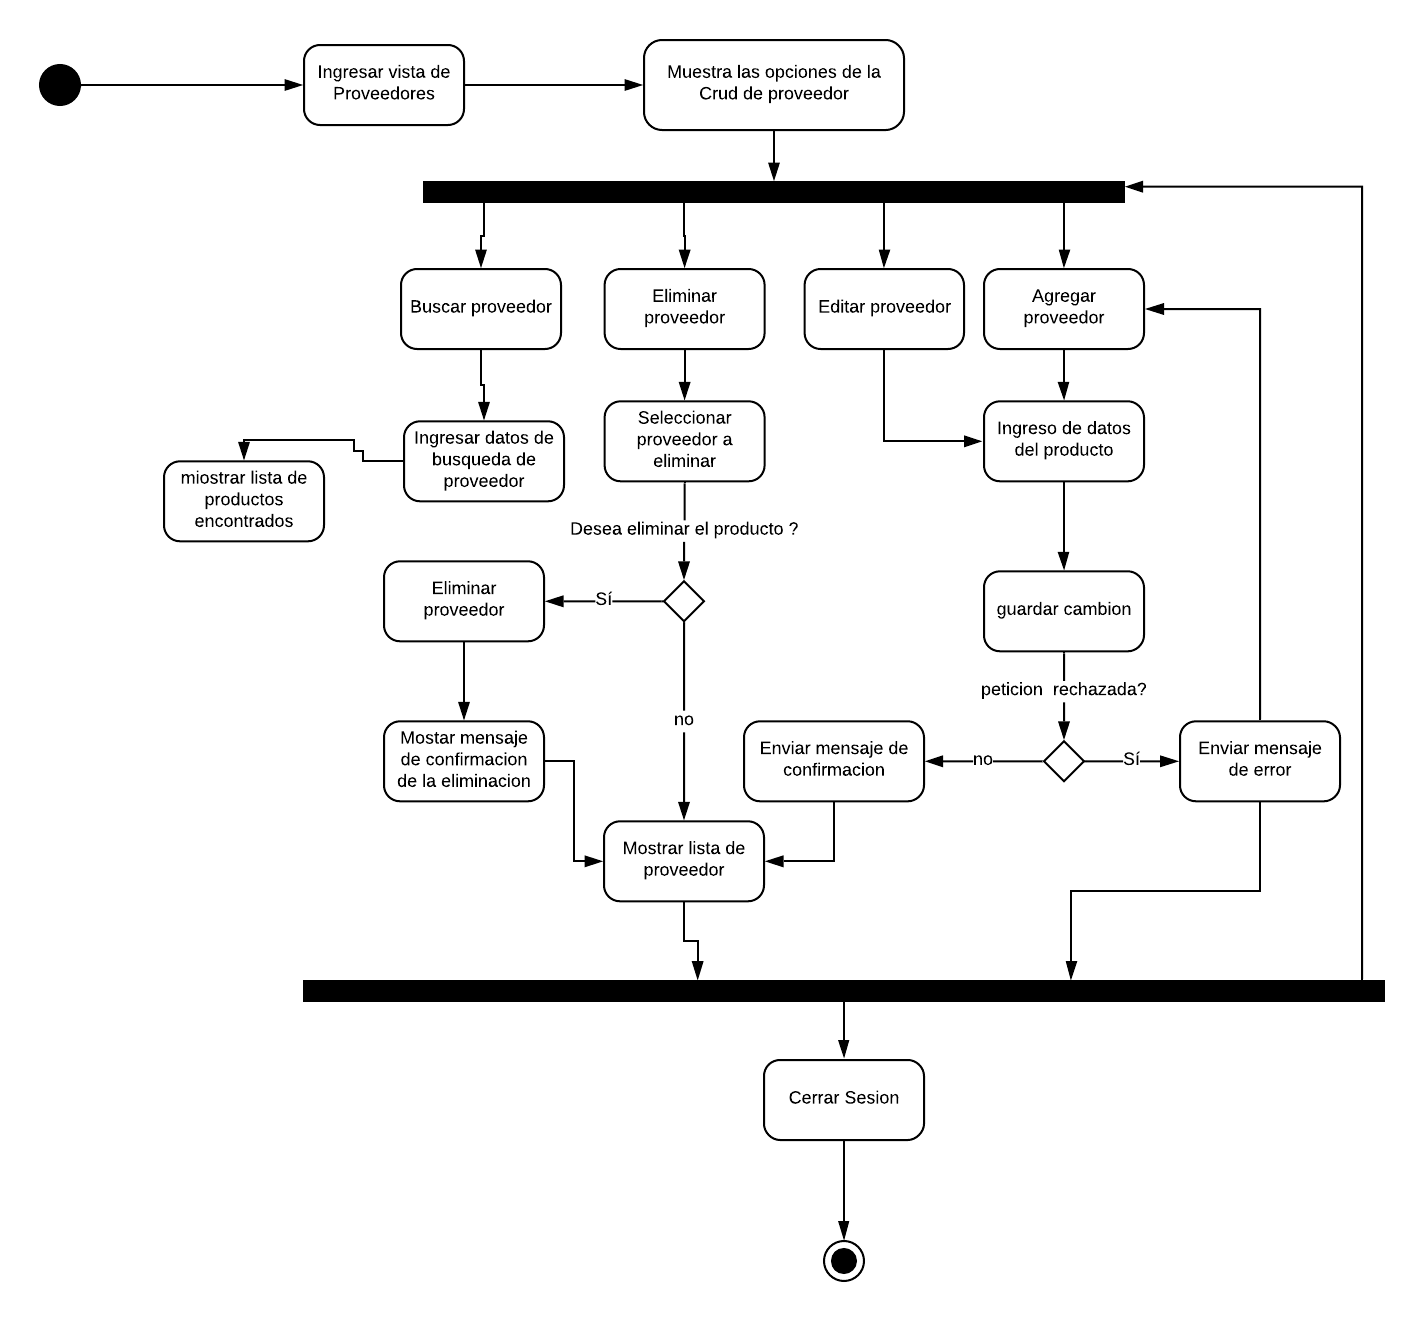 Ingresar vista de
Proveedores
Muestra las opciones de la
Crud de proveedor
Buscar proveedor
Eliminar
proveedor
Editar proveedor
Agregar
proveedor
Ingresar datos de
busqueda de
proveedor
Seleccionar
proveedor a
eliminar
Ingreso de datos
del producto
miostrar lista de
productos
encontrados
Desea eliminar el producto ?
Eliminar
proveedor
Sí
guardar cambion
peticion  rechazada?
no
Mostar mensaje
de confirmacion
de la eliminacion
Enviar mensaje de
confirmacion
no
Sí
Enviar mensaje
de error
Mostrar lista de
proveedor
Cerrar Sesion